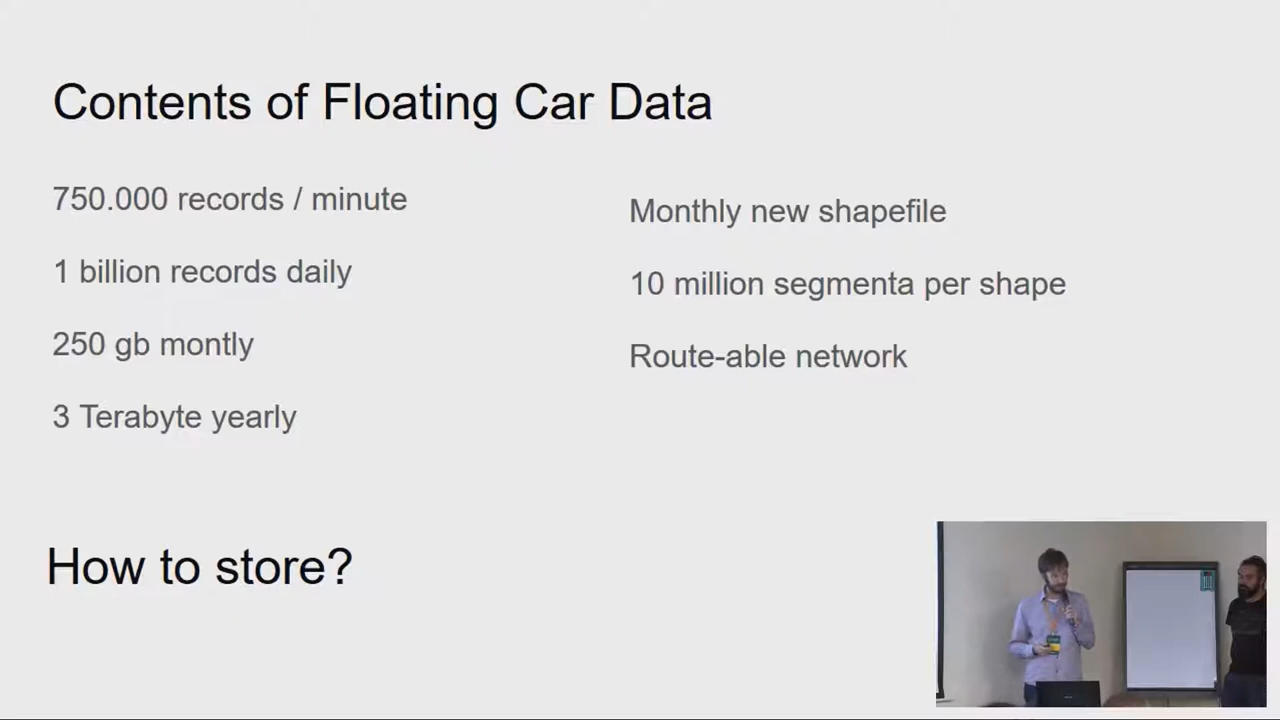 Contents of Floating Car Data
750.000 records / minute
1 billion records daily
250 gb montly
3 Terabyte yearly
Monthly new shapefile
10 million segmenta per shape
Route-able network
How to store?